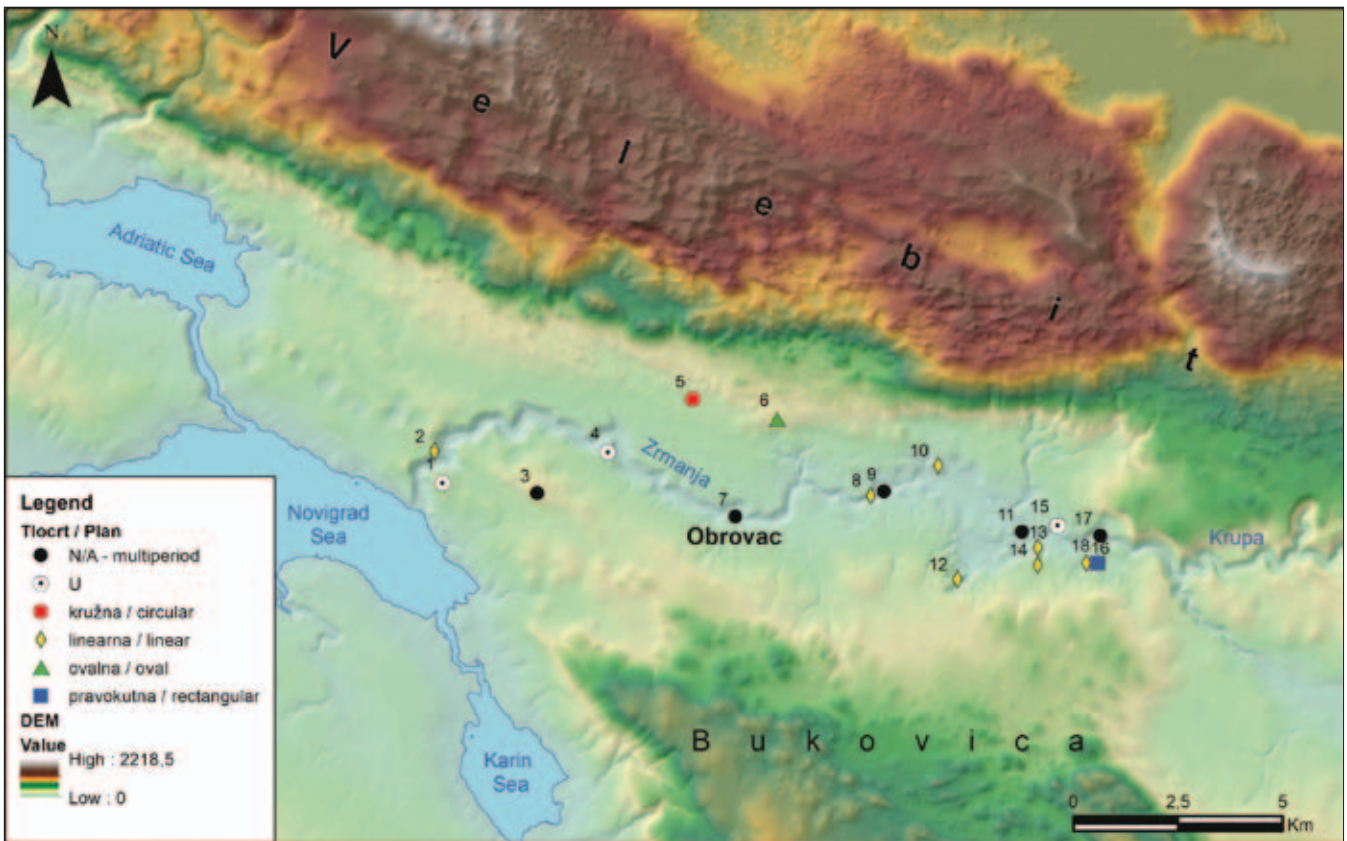 N
V e l e b i t
Adriatic Sea
5
6
2
4
10
1
Zrmanja
3
8 9
7
Obrovac
11 15 17
13
14 18 16
12
Krupa
Novigrad
Sea
Karin
Sea
B u k o v i c a
Legend
Tlocrt / Plan
N/A - multiperiod
U
kružna / circular
linearna / linear
ovalna / oval
pravokutna / rectangular
DEM
Value
High : 2218,5
Low : 0
0 2,5 5
Km